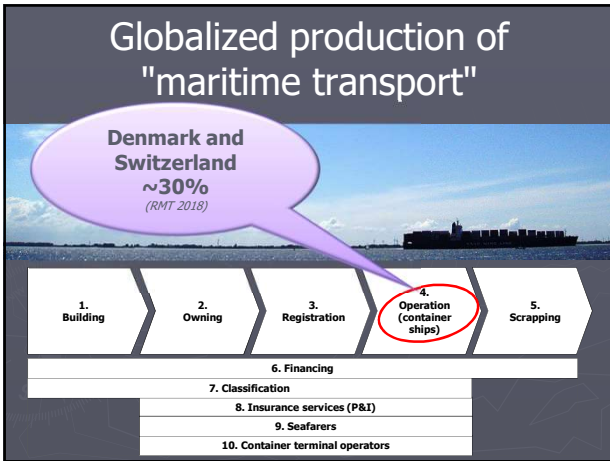 Globalized production of
"maritime transport"
Denmark and
Switzerland
~30%
(RMT 2018)
1.
Building
2.
Owning
3.
Registration
4.
Operation
(container
ships)
5.
Scrapping
6. Financing
7. Classification
8. Insurance services (P&I)
9. Seafarers
10. Container terminal operators